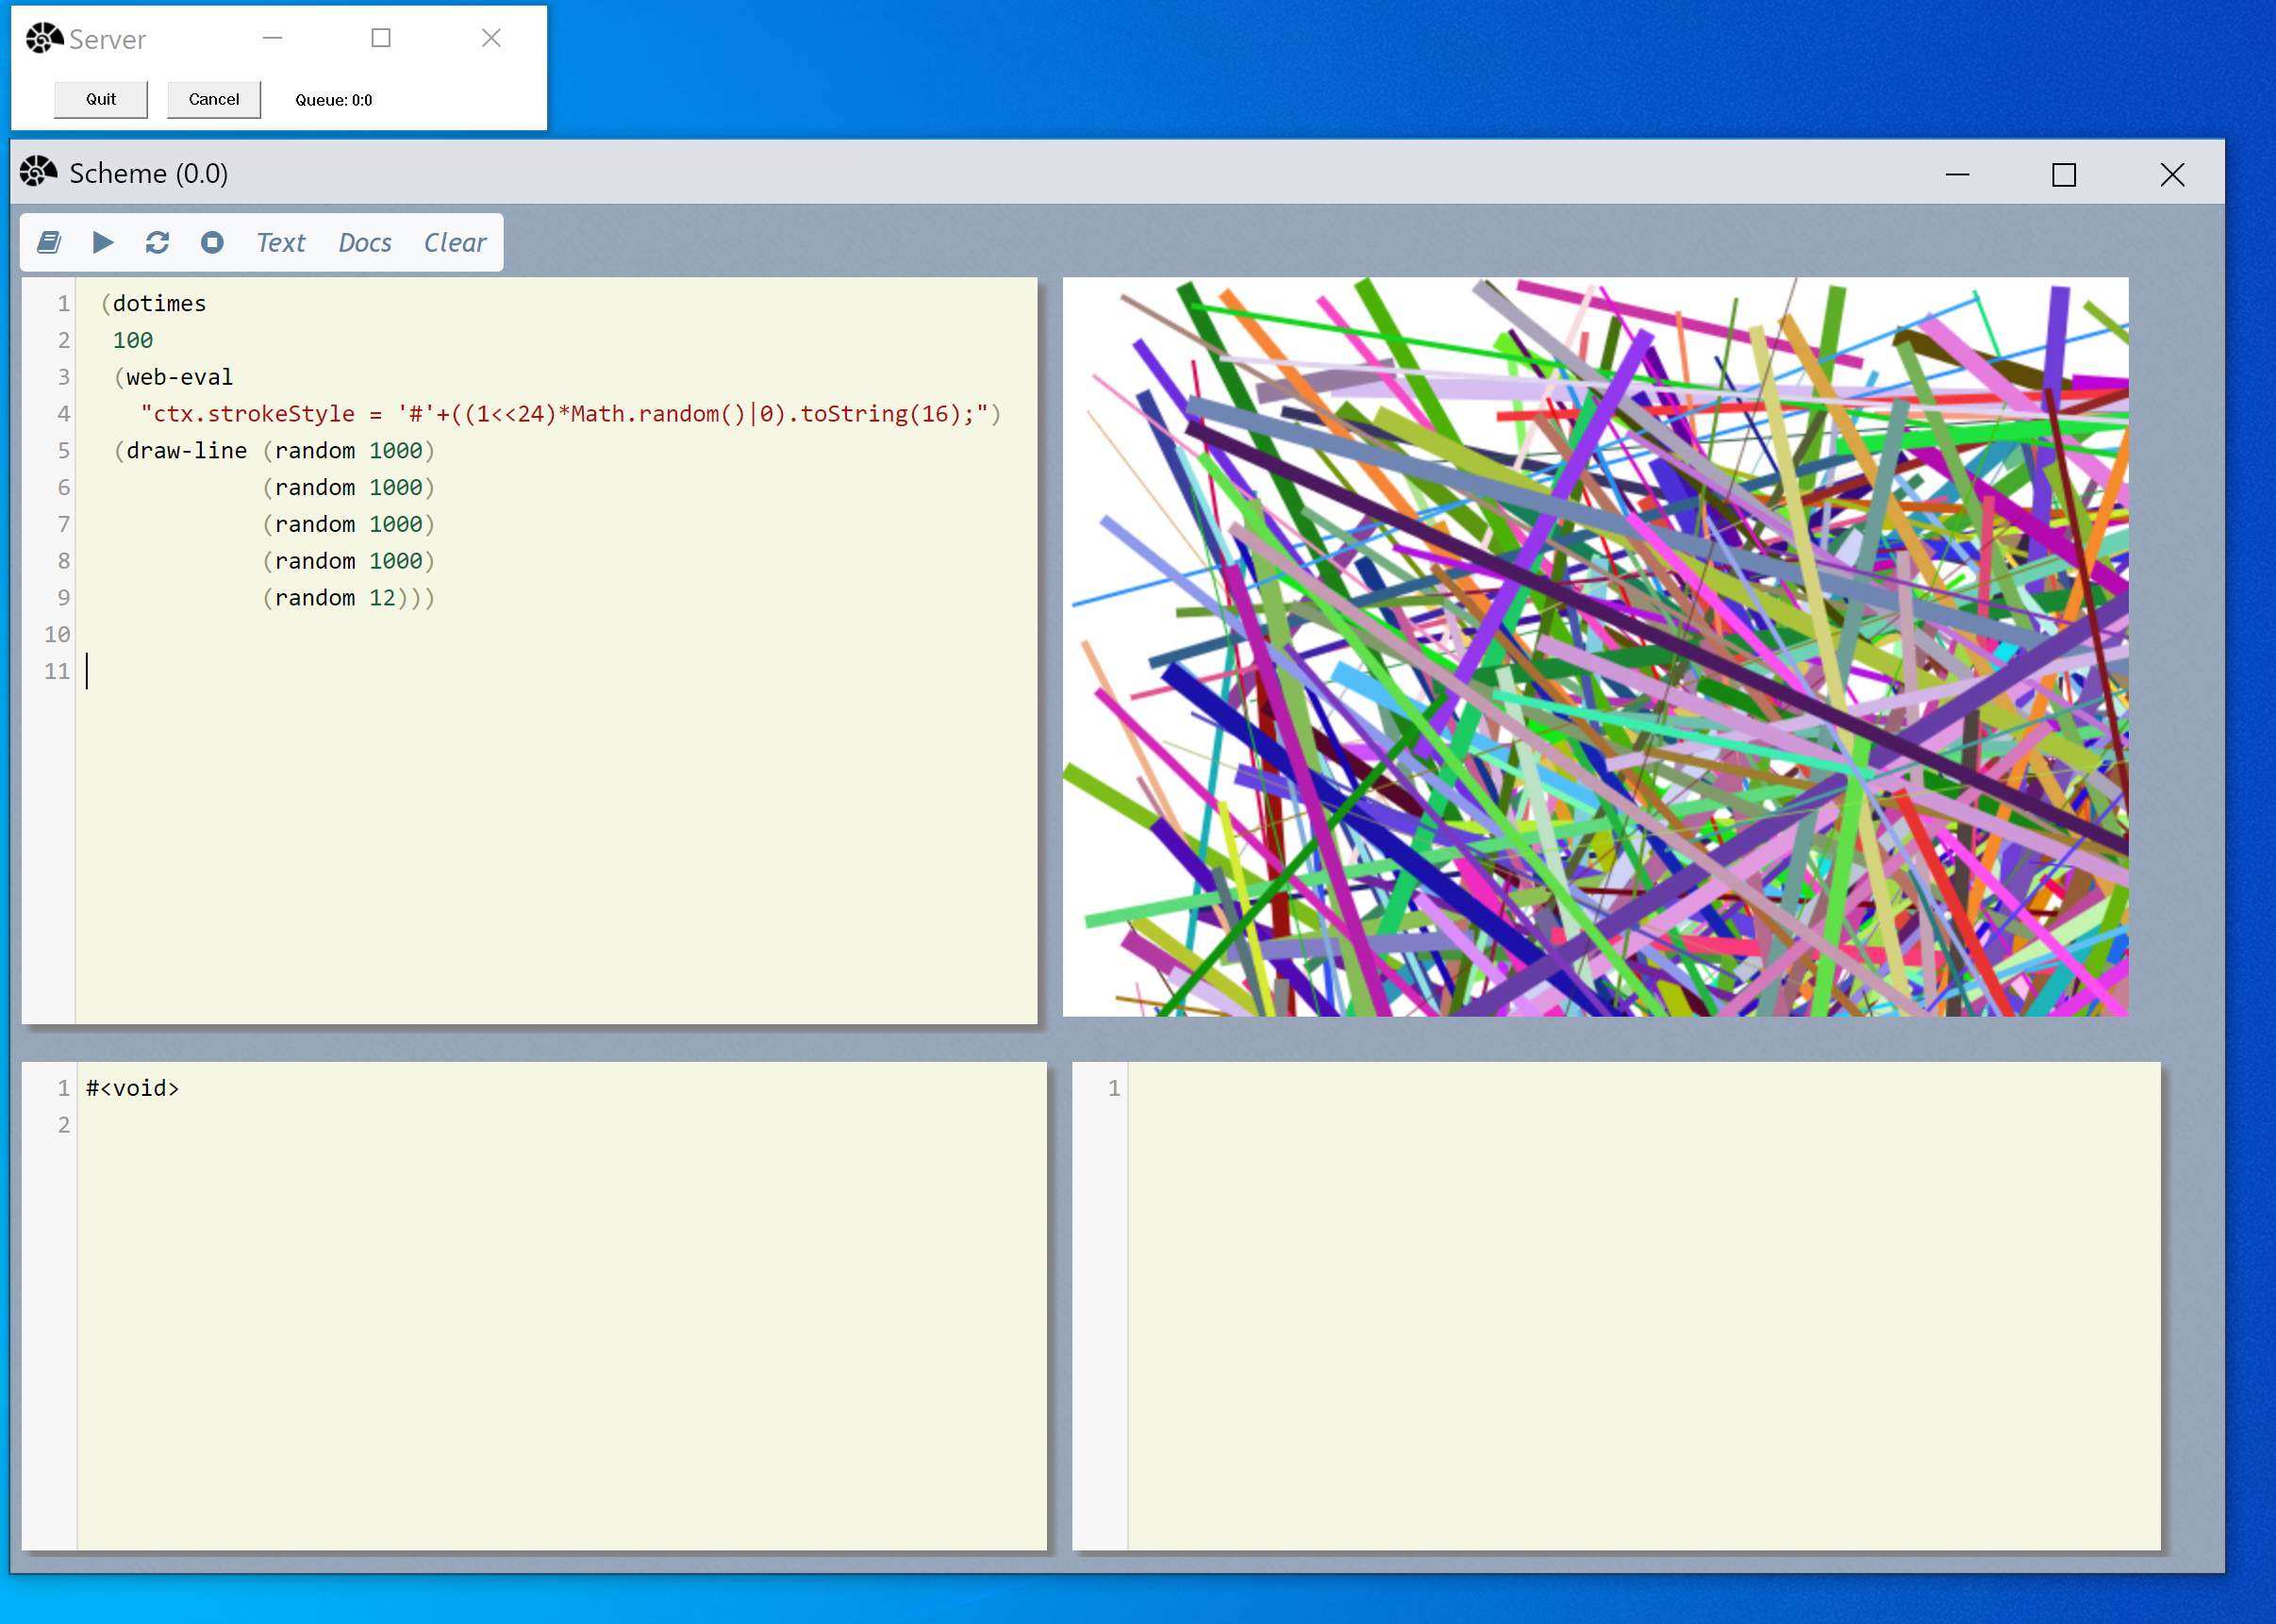 Server
Quit Cancel Queue: 0:0
Scheme (0.0)
Text Docs Clear
1 (dotimes
2 100
3 (web-eval
4 "ctx.strokeStyle = '#'+((1<<24)*Math.random()|0).toString(16);")
5 (draw-line (random 1000)
6 (random 1000)
7 (random 1000)
8 (random 1000)
9 (random 12)))
10
11
1 #<void>
2
1